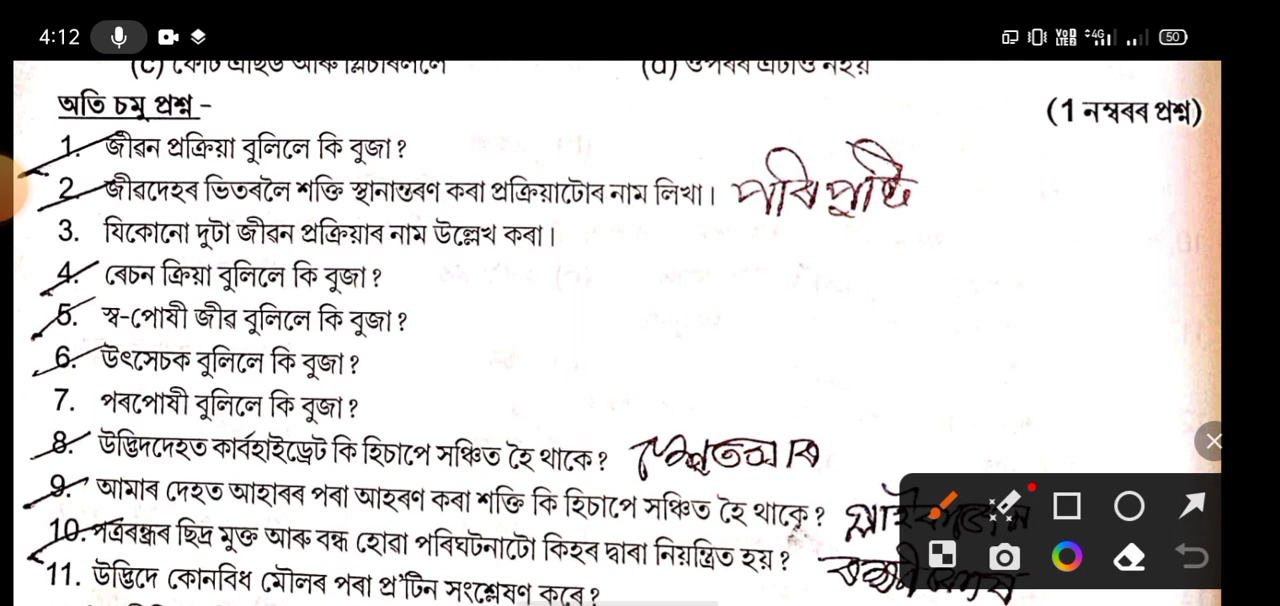 4:12
50
অতি চমু প্ৰশ্ন -
(1 নম্বৰৰ প্ৰশ্ন)
1. জীৱন প্ৰক্ৰিয়া বুলিলে কি বুজা?
2. জীৱদেহৰ ভিতৰলৈ শক্তি স্থানান্তৰণ কৰা প্ৰক্ৰিয়াটোৰ নাম লিখা। পৰিপুষ্টি
3. যিকোনো দুটা জীৱন প্ৰক্ৰিয়াৰ নাম উল্লেখ কৰা।
4. ৰেচন ক্ৰিয়া বুলিলে কি বুজা?
5. স্ব-পোষী জীৱ বুলিলে কি বুজা?
6. উৎসেচক বুলিলে কি বুজা?
7. পৰপোষী বুলিলে কি বুজা?
8. উদ্ভিদদেহত কাৰ্বহাইড্ৰেট কি হিচাপে সঞ্চিত হৈ থাকে? শ্বেতসাৰ
9. আমাৰ দেহত আহাৰৰ পৰা আহৰণ কৰা শক্তি কি হিচাপে সঞ্চিত হৈ থাকে?
10. পত্ৰৰন্ধ্ৰৰ ছিদ্ৰ মুক্ত আৰু বন্ধ হোৱা পৰিঘটনাটো কিহৰ দ্বাৰা নিয়ন্ত্ৰিত হয়?
11. উদ্ভিদে কোনবিধ মৌলৰ পৰা প্ৰ'টিন সংশ্লেষণ কৰে?